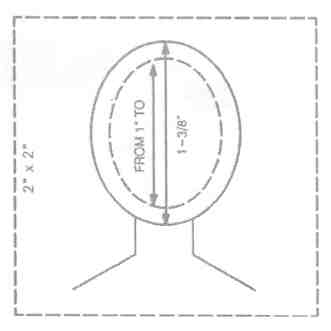 2" x 2"
FROM 1" TO
1-3/8"